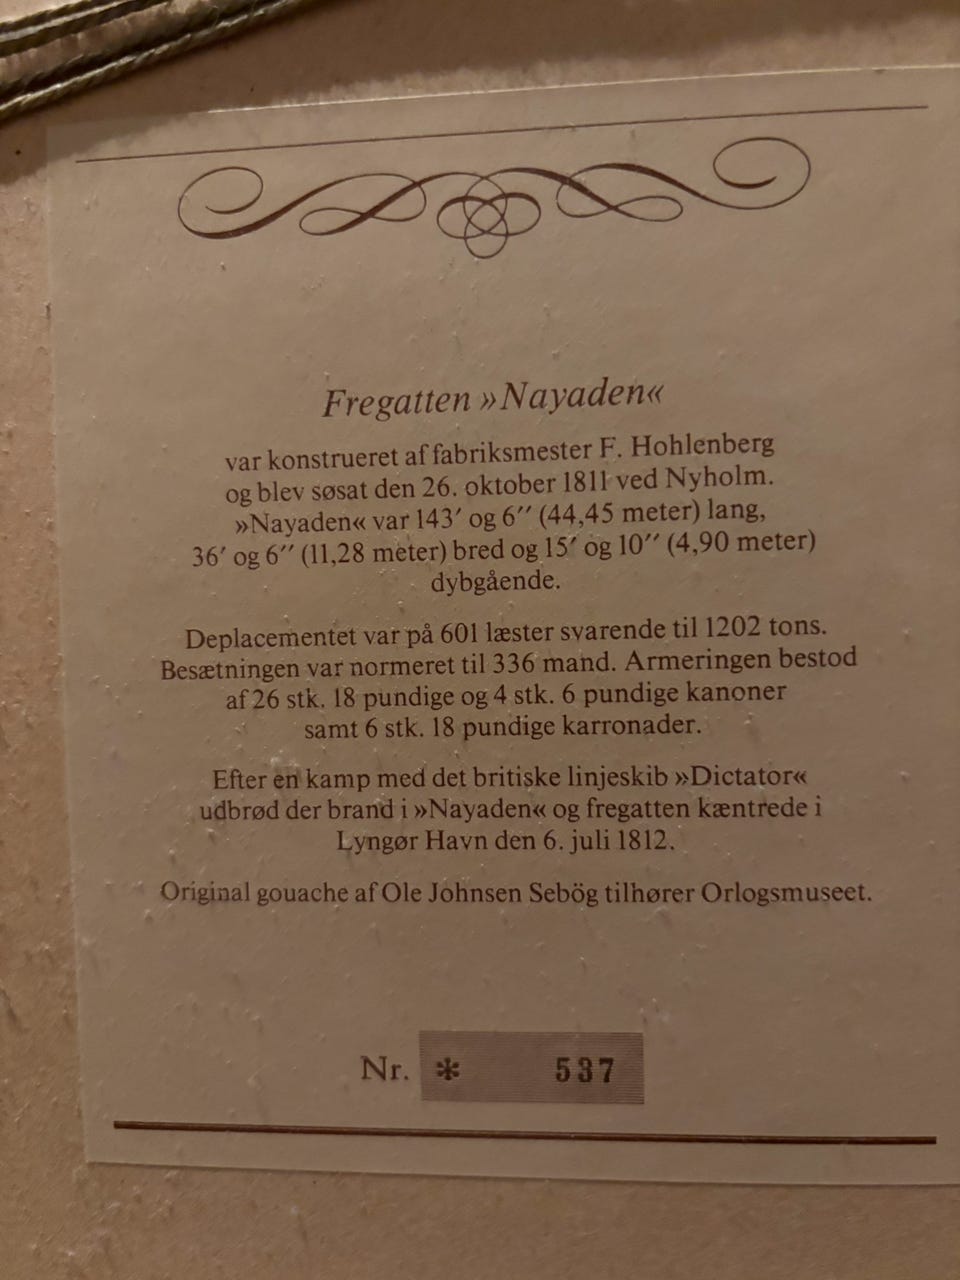 Fregatten »Nayaden«
var konstrueret af fabriksmester F. Hohlenberg
og blev søsat den 26. oktober 1811 ved Nyholm.
»Nayaden« var 143′ og 6′′ (44,45 meter) lang,
36′ og 6′′ (11,28 meter) bred og 15′ og 10′′ (4,90 meter)
dybgående.
Deplacementet var på 601 læster svarende til 1202 tons.
Besætningen var normeret til 336 mand. Armeringen bestod
af 26 stk. 18 pundige og 4 stk. 6 pundige kanoner
samt 6 stk. 18 pundige karronader.
Efter en kamp med det britiske linjeskib »Dictator«
udbrød der brand i »Nayaden« og fregatten kæntrede i
Lyngør Havn den 6. juli 1812.
Original gouache af Ole Johnsen Sebög tilhører Orlogsmuseet.
Nr. * 537